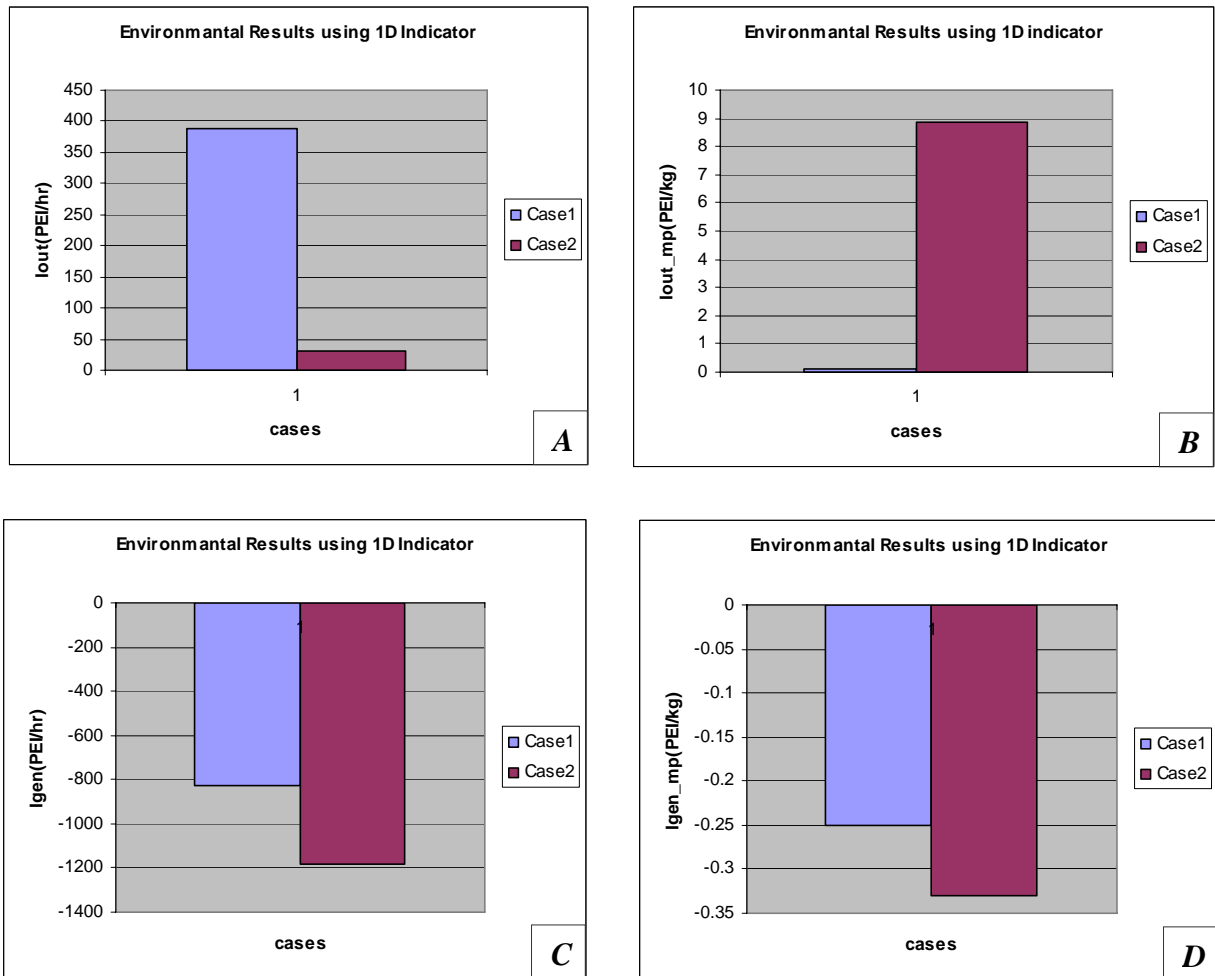 Environmantal Results using 1D Indicator
450
400
350
300
250
200
150
100
50
0
Iout(PEI/hr)
1
cases
Case1
Case2
A
Environmantal Results using 1D indicator
10
9
8
7
6
5
4
3
2
1
0
Iout_mp(PEI/kg)
1
cases
Case1
Case2
B
Environmantal Results using 1D Indicator
0
-200
-400
-600
-800
-1000
-1200
-1400
Igen(PEI/hr)
1
cases
Case1
Case2
C
Environmantal Results using 1D Indicator
0
-0.05
-0.1
-0.15
-0.2
-0.25
-0.3
-0.35
Igen_mp(PEI/kg)
1
cases
Case1
Case2
D